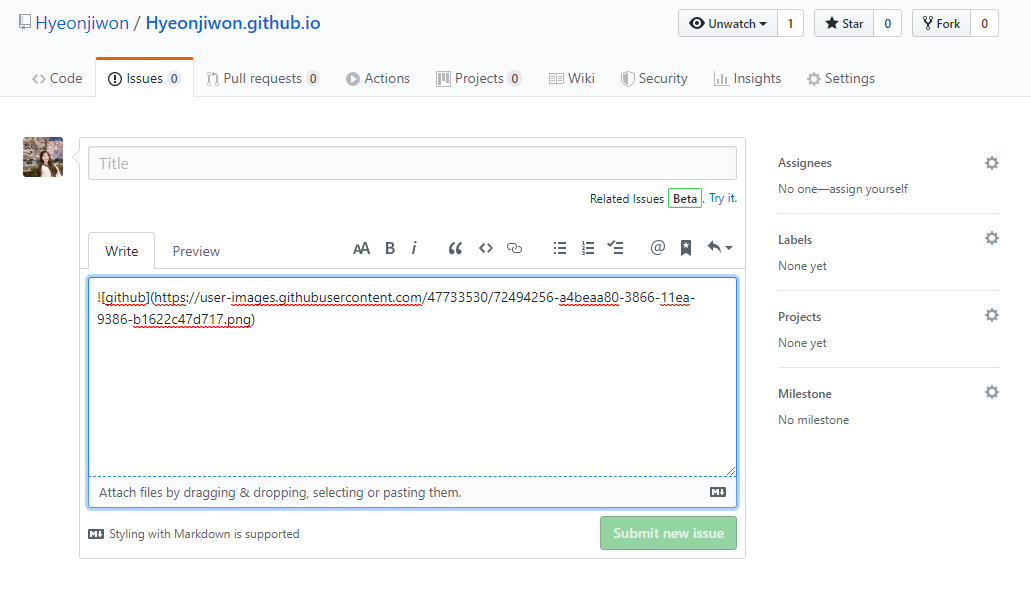 Hyeonjiwon / Hyeonjiwon.github.io
Unwatch 1 Star 0 Fork 0
Code Issues 0 Pull requests 0 Actions Projects 0 Wiki Security Insights Settings
Title
Related Issues Beta. Try it.
Write Preview AA B i
![github](https://user-images.githubusercontent.com/47733530/72494256-a4beaa80-3866-11ea-
9386-b1622c47d717.png)
Attach files by dragging & dropping, selecting or pasting them.
Styling with Markdown is supported
Submit new issue
Assignees
No one—assign yourself
Labels
None yet
Projects
None yet
Milestone
No milestone